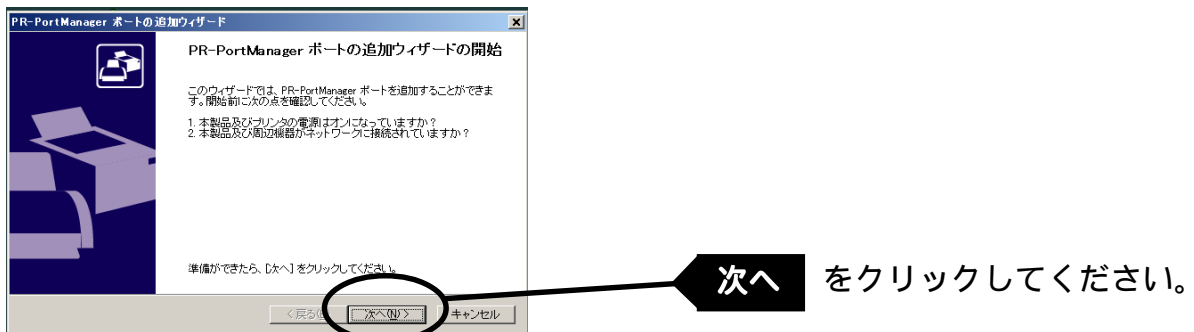 PR-PortManager ポートの追加ウィザード
PR-PortManager ポートの追加ウィザードの開始
このウィザードでは、PR-PortManager ポートを追加することができま
す。開始前に次の点を確認してください。
1. 本製品及びプリンタの電源はオンになっていますか？
2. 本製品及び周辺機器がネットワークに接続されていますか？
準備ができたら、[次へ] をクリックしてください。
< 戻る( 次へ(N) > キャンセル
次へ をクリックしてください。